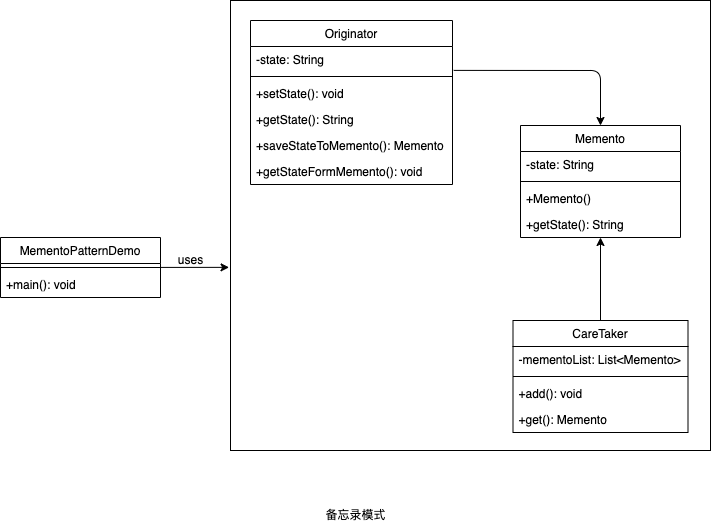 Originator
-state: String
+setState(): void
+getState(): String
+saveStateToMemento(): Memento
+getStateFormMemento(): void
Memento
-state: String
+Memento()
+getState(): String
MementoPatternDemo
+main(): void
uses
CareTaker
-mementoList: List<Memento>
+add(): void
+get(): Memento
备忘录模式